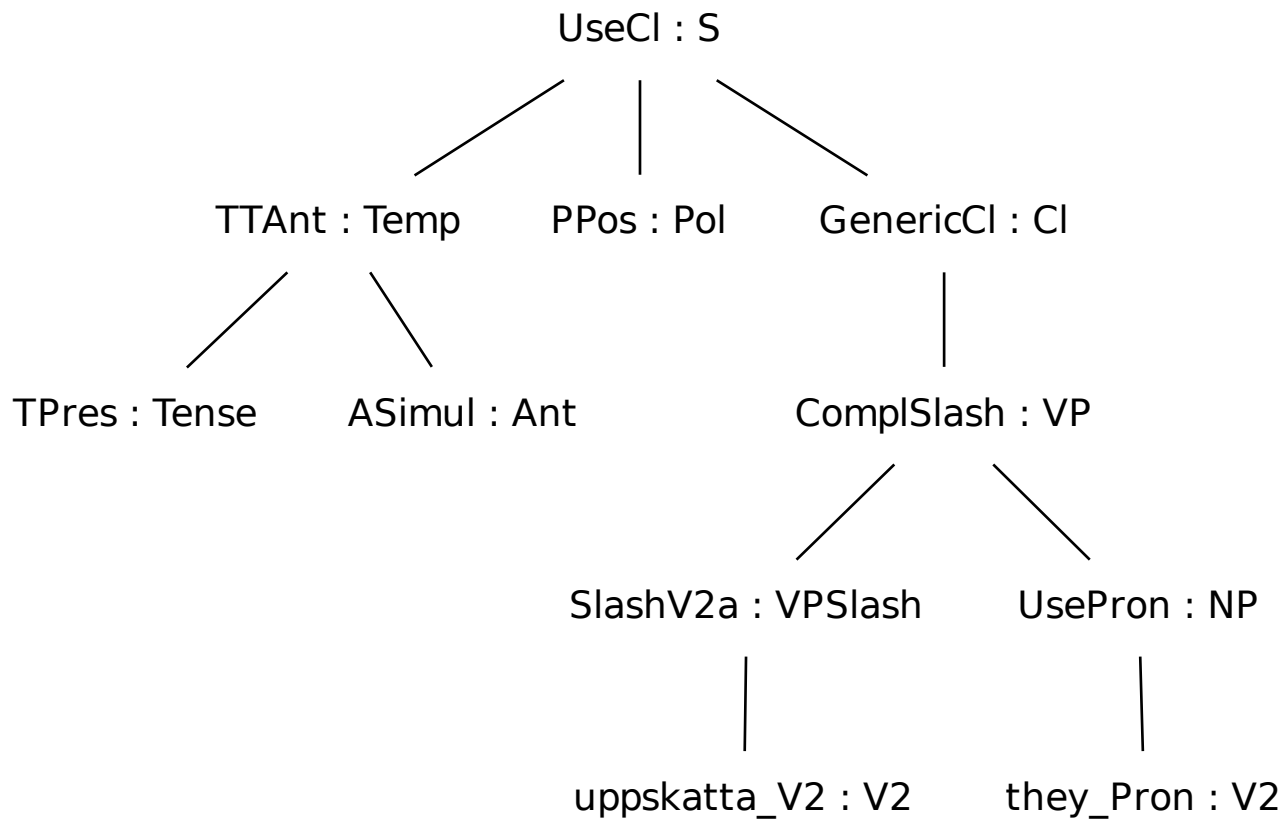 UseCl : S
TTAnt : Temp PPos : Pol GenericCl : Cl
TPres : Tense ASimul : Ant ComplSlash : VP
SlashV2a : VPSlash UsePron : NP
uppskatta_V2 : V2 they_Pron : V2